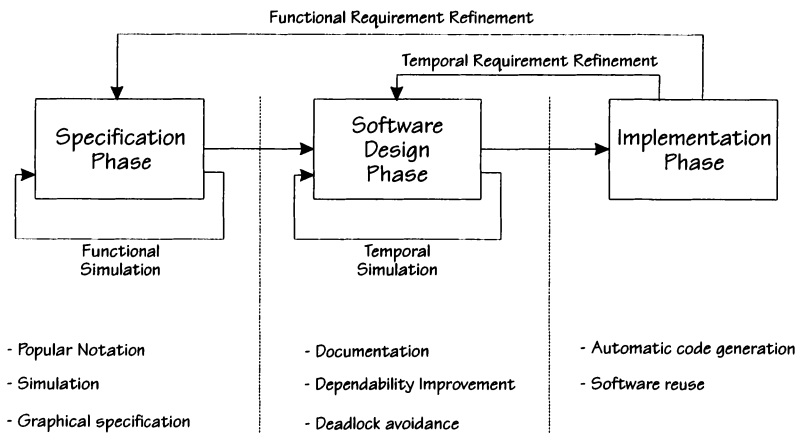 Functional Requirement Refinement
Temporal Requirement Refinement
Specification
Phase
Software
Design
Phase
Implementation
Phase
Functional
Simulation
Temporal
Simulation
- Popular Notation
- Simulation
- Graphical specification
- Documentation
- Dependability Improvement
- Deadlock avoidance
- Automatic code generation
- Software reuse